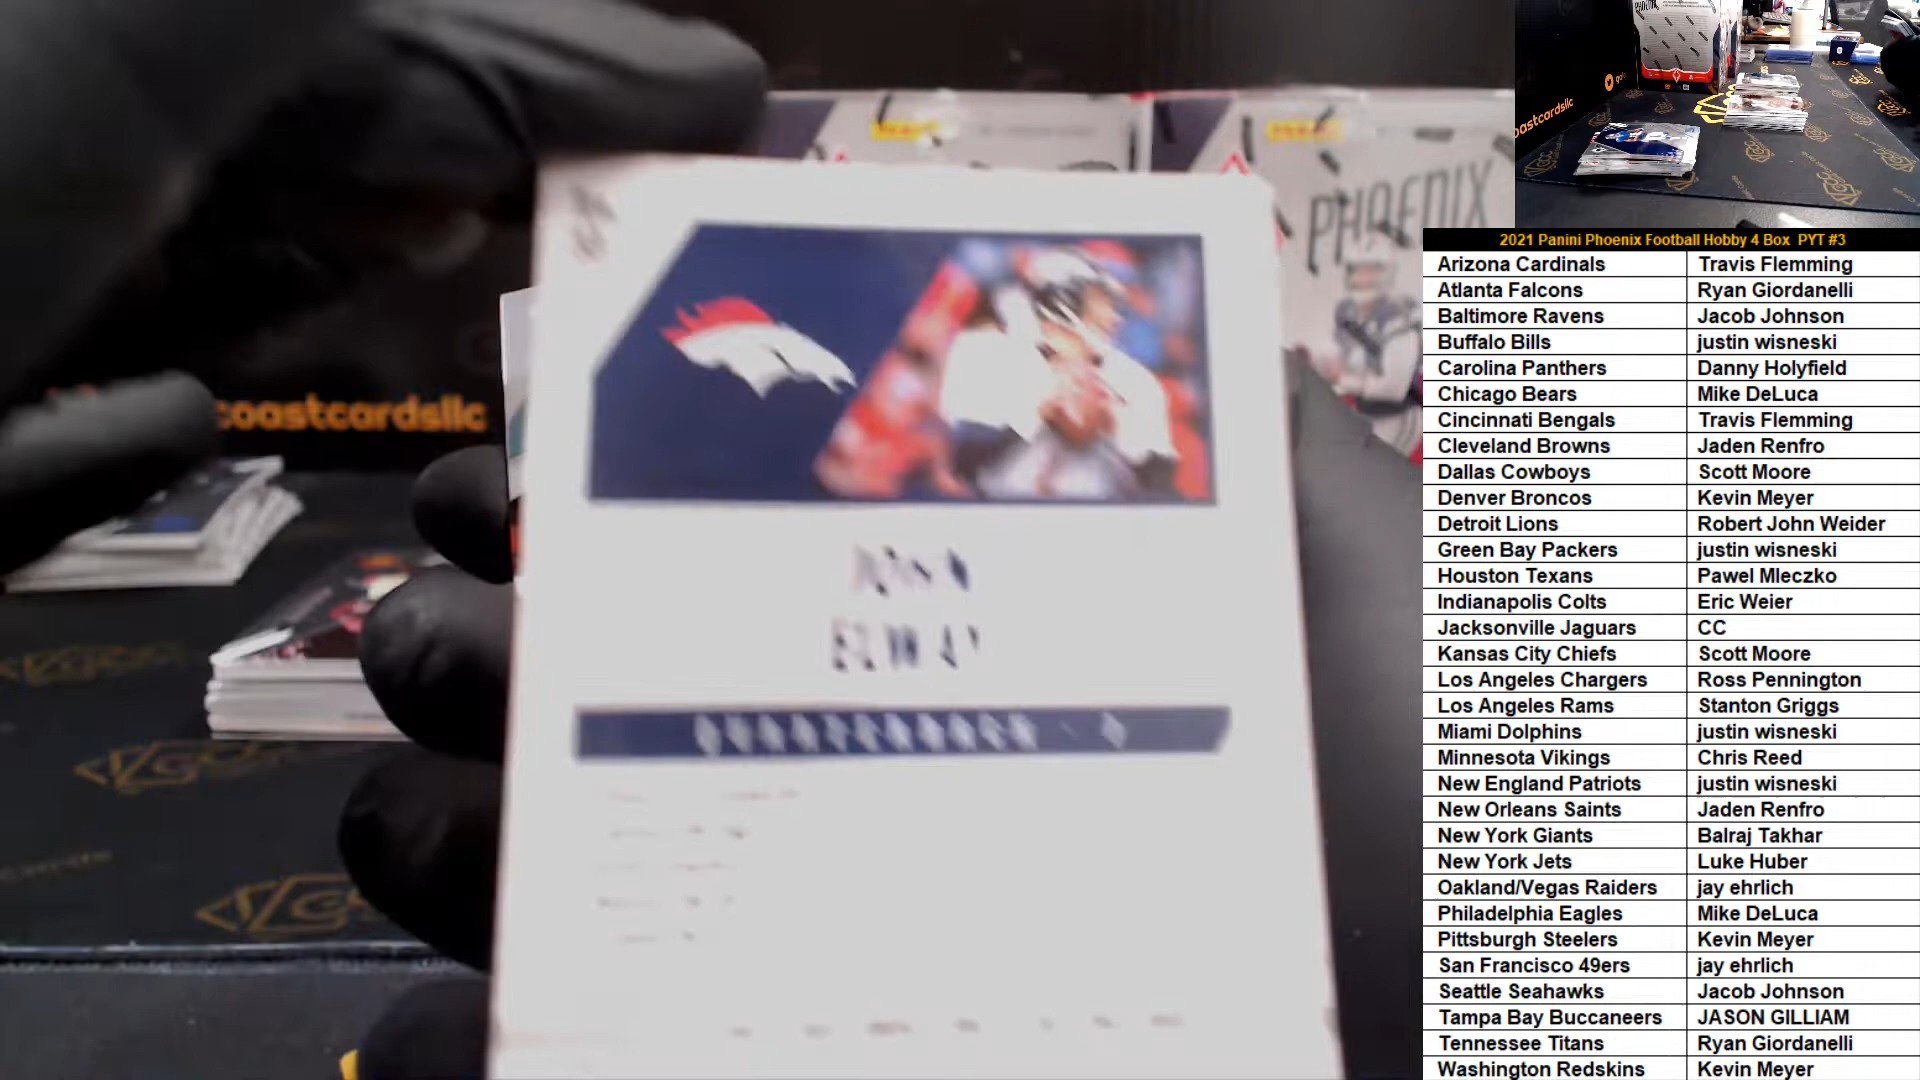 coastcardsllc
PANINI
PANINI
PHOENIX
JOHN
ELWAY
PHOENIX
oastcardsllc
2021 Panini Phoenix Football Hobby 4 Box PYT #3
Arizona Cardinals Travis Flemming
Atlanta Falcons Ryan Giordanelli
Baltimore Ravens Jacob Johnson
Buffalo Bills justin wisneski
Carolina Panthers Danny Holyfield
Chicago Bears Mike DeLuca
Cincinnati Bengals Travis Flemming
Cleveland Browns Jaden Renfro
Dallas Cowboys Scott Moore
Denver Broncos Kevin Meyer
Detroit Lions Robert John Weider
Green Bay Packers justin wisneski
Houston Texans Pawel Mleczko
Indianapolis Colts Eric Weier
Jacksonville Jaguars CC
Kansas City Chiefs Scott Moore
Los Angeles Chargers Ross Pennington
Los Angeles Rams Stanton Griggs
Miami Dolphins justin wisneski
Minnesota Vikings Chris Reed
New England Patriots justin wisneski
New Orleans Saints Jaden Renfro
New York Giants Balraj Takhar
New York Jets Luke Huber
Oakland/Vegas Raiders jay ehrlich
Philadelphia Eagles Mike DeLuca
Pittsburgh Steelers Kevin Meyer
San Francisco 49ers jay ehrlich
Seattle Seahawks Jacob Johnson
Tampa Bay Buccaneers JASON GILLIAM
Tennessee Titans Ryan Giordanelli
Washington Redskins Kevin Meyer